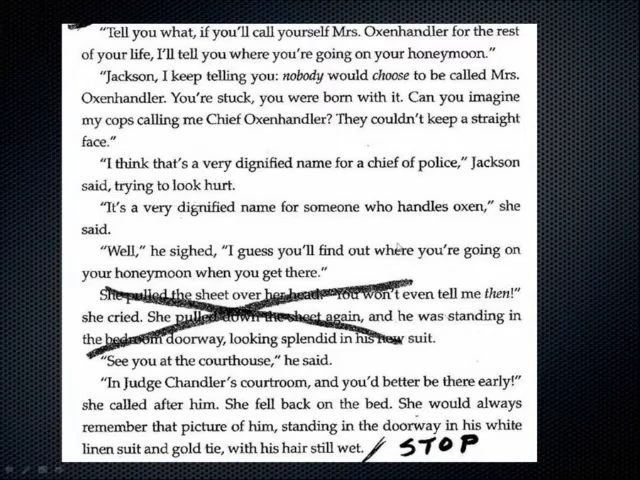 "Tell you what, if you'll call yourself Mrs. Oxenhandler for the rest
of your life, I'll tell you where you're going on your honeymoon."
"Jackson, I keep telling you: nobody would choose to be called Mrs.
Oxenhandler. You're stuck, you were born with it. Can you imagine
my cops calling me Chief Oxenhandler? They couldn't keep a straight
face."
"I think that's a very dignified name for a chief of police," Jackson
said, trying to look hurt.
"It's a very dignified name for someone who handles oxen," she
said.
"Well," he sighed, "I guess you'll find out where you're going on
your honeymoon when you get there."
She pulled the sheet over her head. "You won't even tell me then!"
she cried. She pulled down the sheet again, and he was standing in
the bedroom doorway, looking splendid in his new suit.
"See you at the courthouse," he said.
"In Judge Chandler's courtroom, and you'd better be there early!"
she called after him. She fell back on the bed. She would always
remember that picture of him, standing in the doorway in his white
linen suit and gold tie, with his hair still wet. / STOP